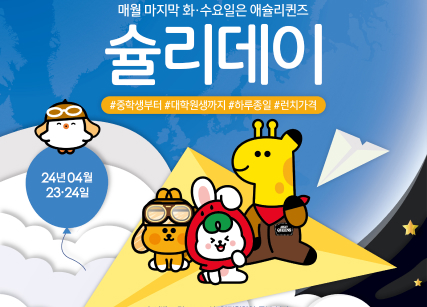 매월 마지막 화·수요일은 애슐리퀸즈
슐리데이
#중학생부터 #대학원생까지 #하루종일 #런치가격
24년 04월
23·24일